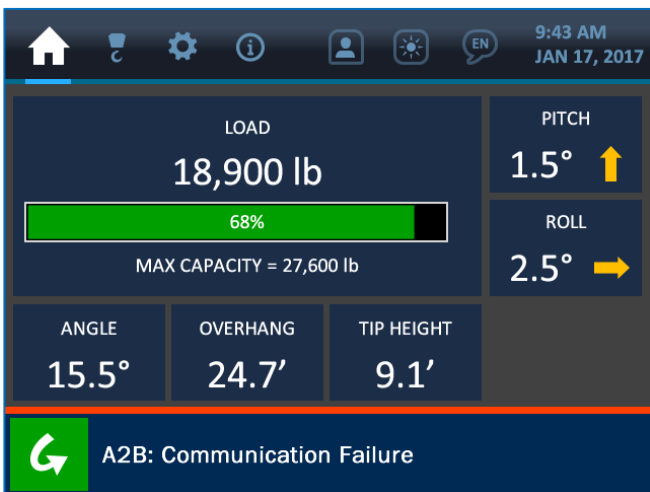 EN
9:43 AM
JAN 17, 2017
LOAD
18,900 lb
68%
MAX CAPACITY = 27,600 lb
PITCH
1.5°
ROLL
2.5°
ANGLE
15.5°
OVERHANG
24.7′
TIP HEIGHT
9.1′
A2B: Communication Failure